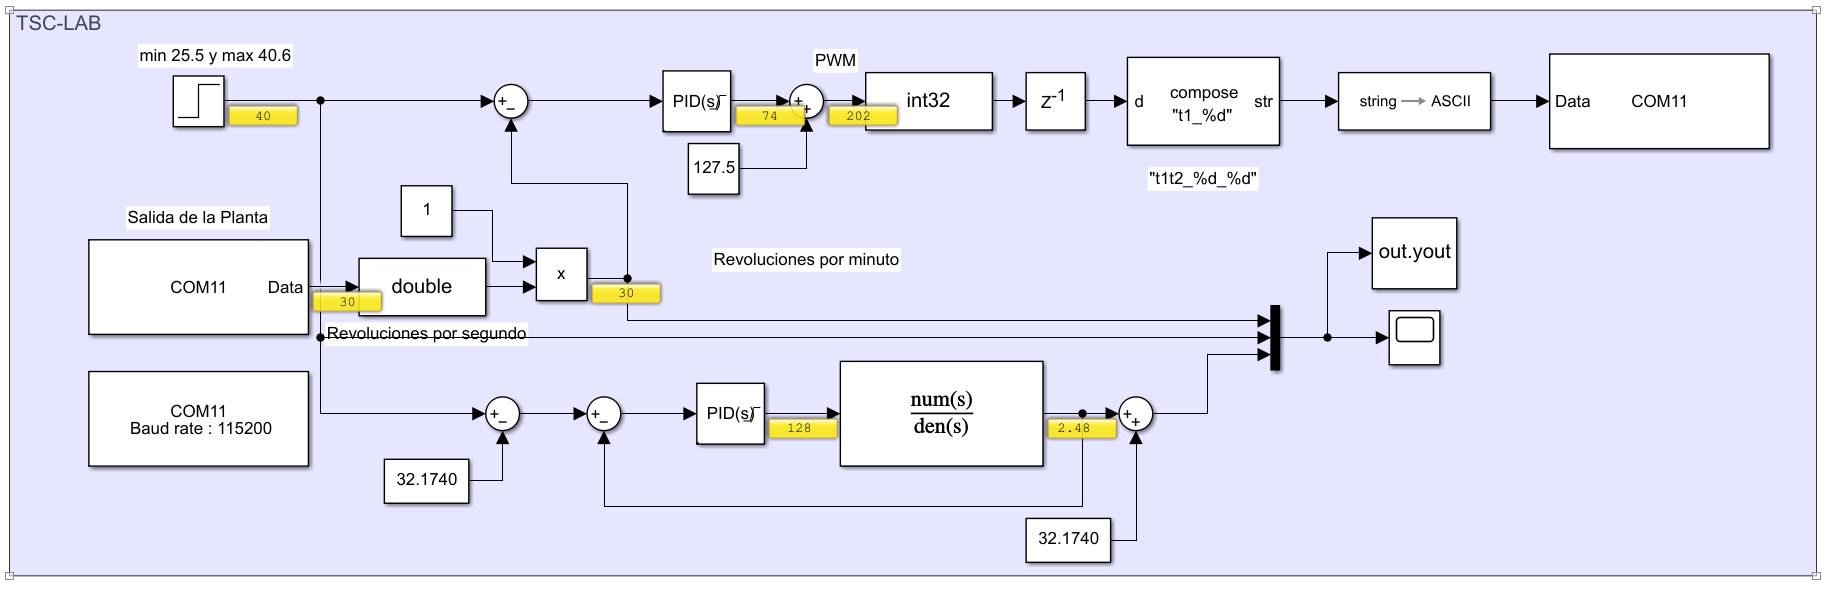 TSC-LAB
min 25.5 y max 40.6
40
+
−
PID(s)
74
PWM
+
+
202
int32
Z-1
d
compose
"t1_%d"
str
string
ASCII
Data
COM11
127.5
"t1t2_%d_%d"
1
Salida de la Planta
COM11
Data
30
double
x
30
Revoluciones por minuto
out.yout
Revoluciones por segundo
COM11
Baud rate : 115200
+
−
+
−
PID(s)
128
num(s)
den(s)
2.48
+
+
32.1740
32.1740